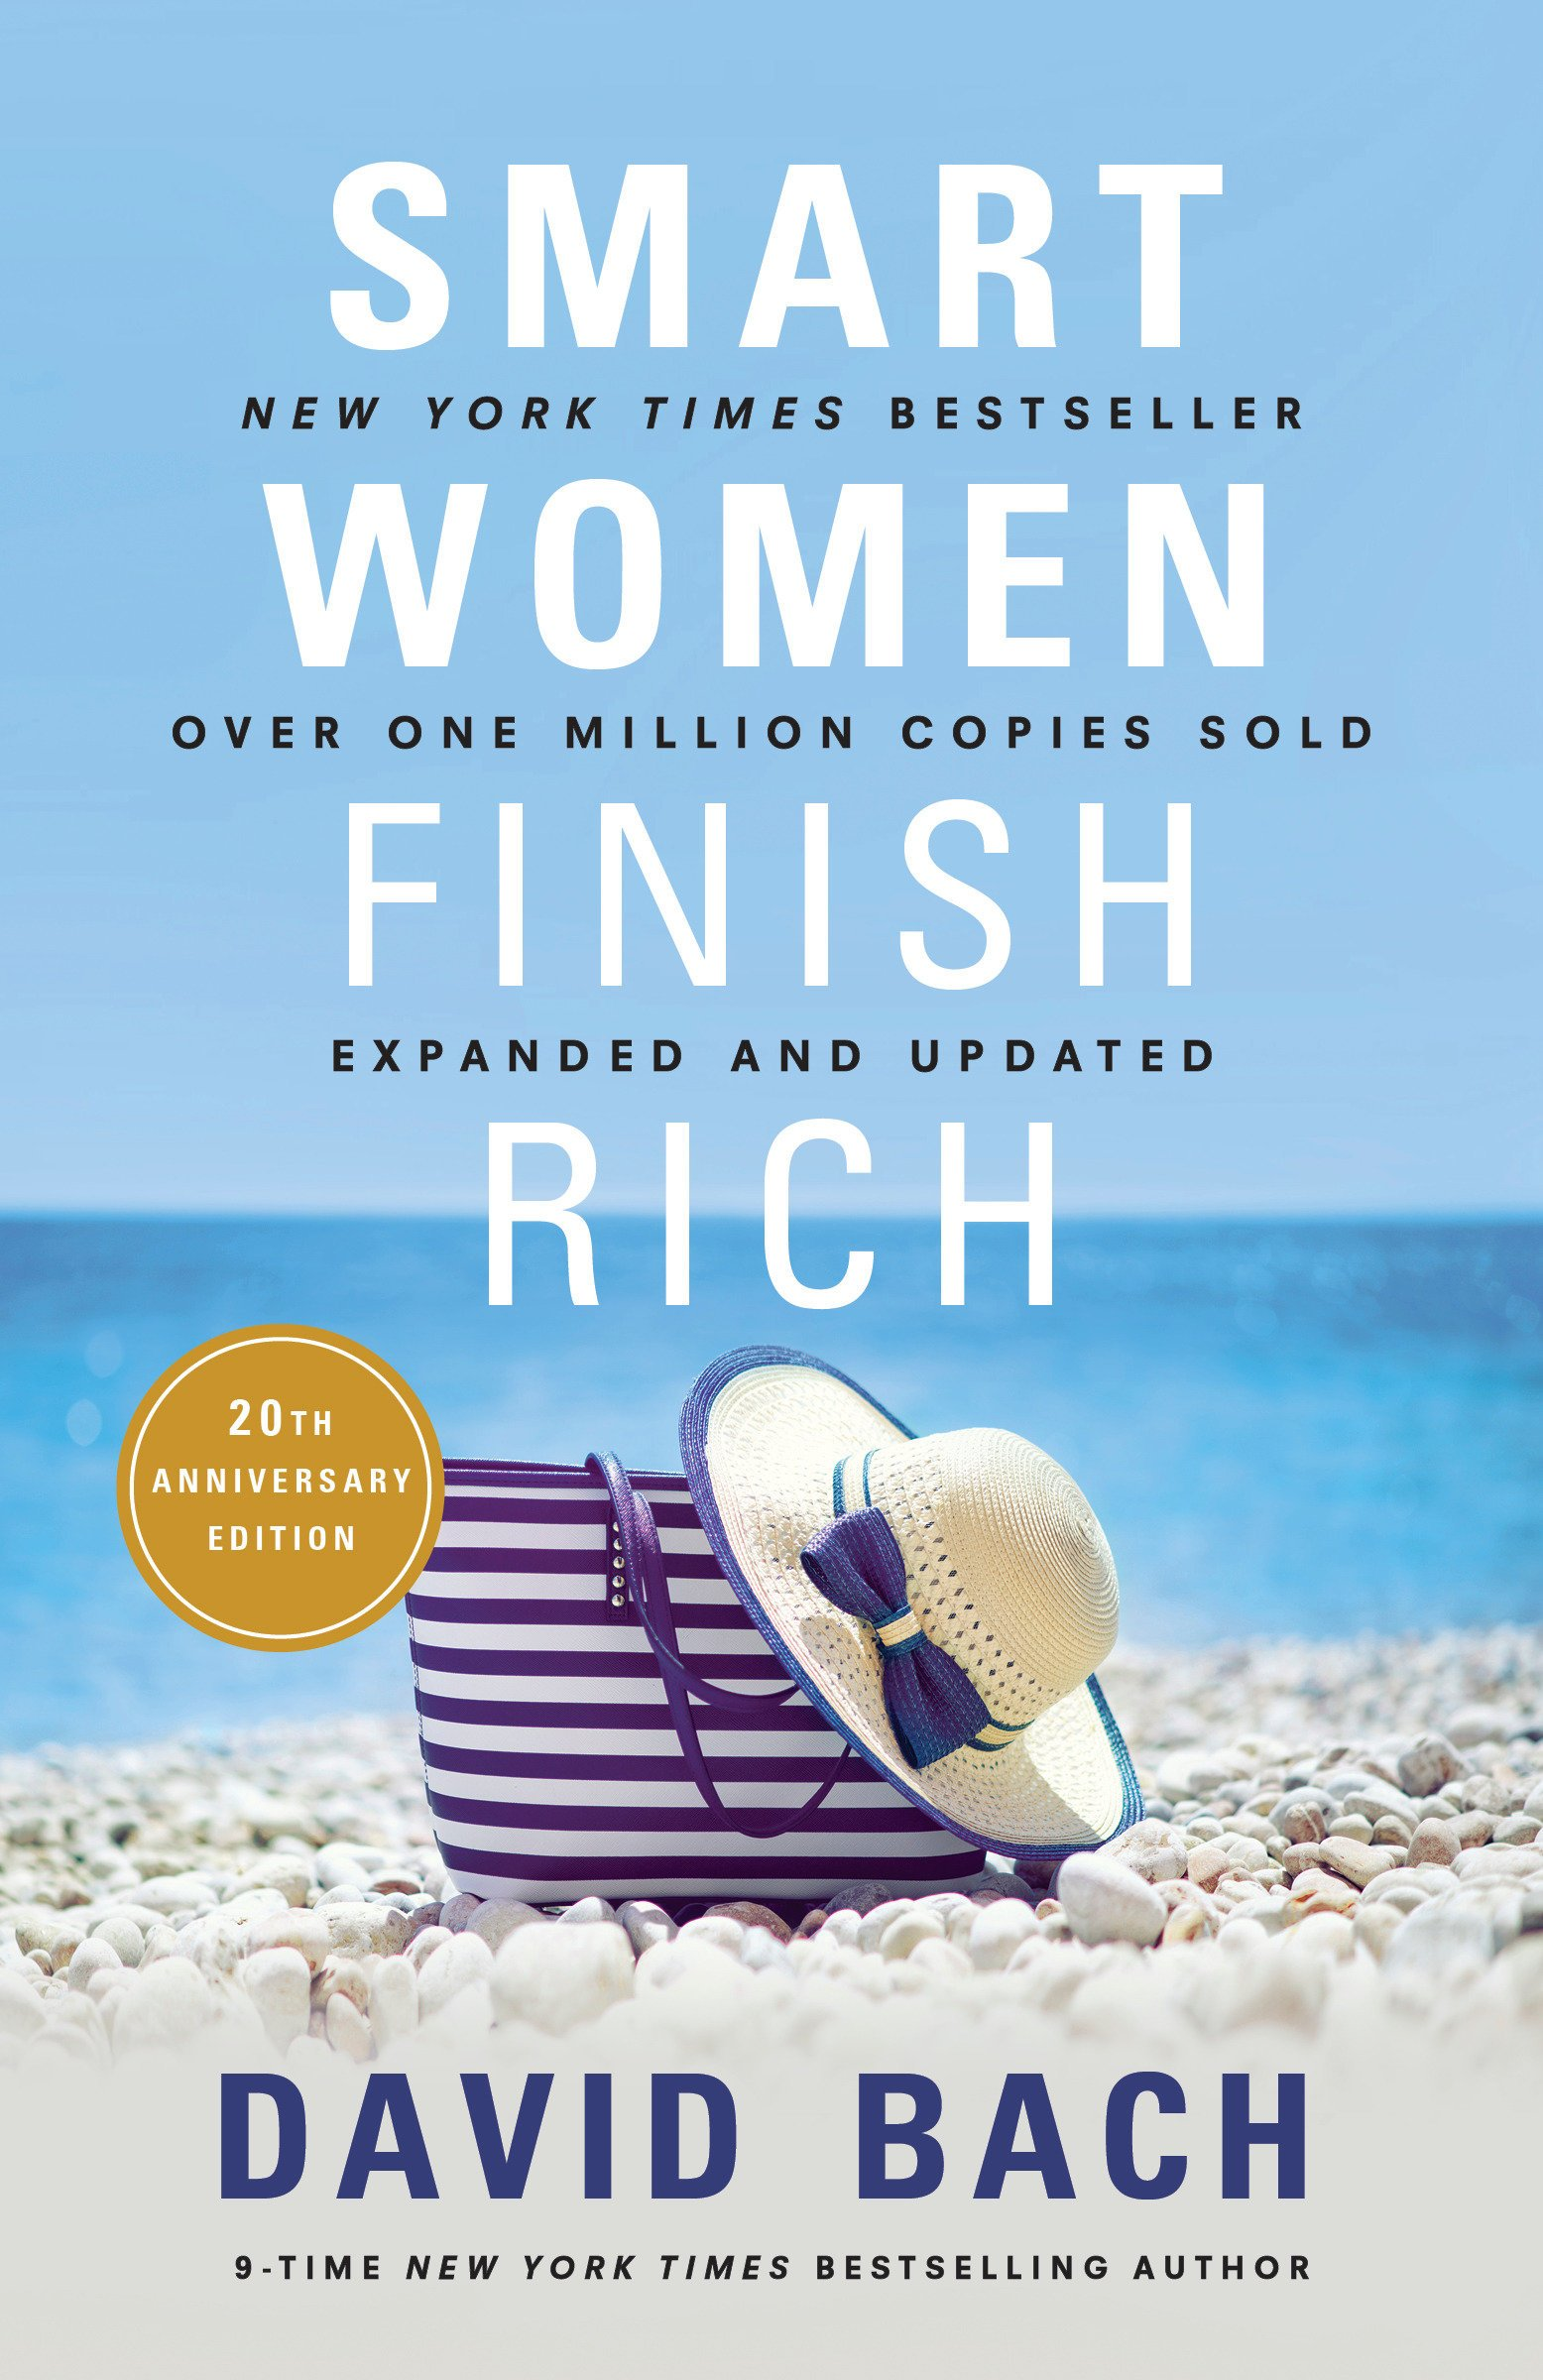 SMART
NEW YORK TIMES BESTSELLER
WOMEN
OVER ONE MILLION COPIES SOLD
FINISH
EXPANDED AND UPDATED
RICH
20TH
ANNIVERSARY
EDITION
DAVID BACH
9-TIME NEW YORK TIMES BESTSELLING AUTHOR